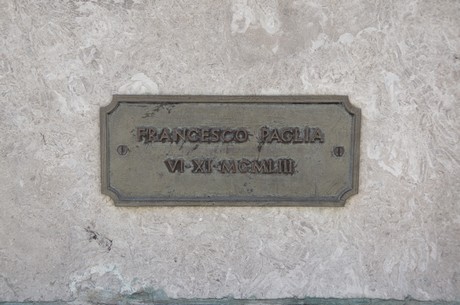 FRANCESCO · PAGLIA
VI · XI · MCMLIII